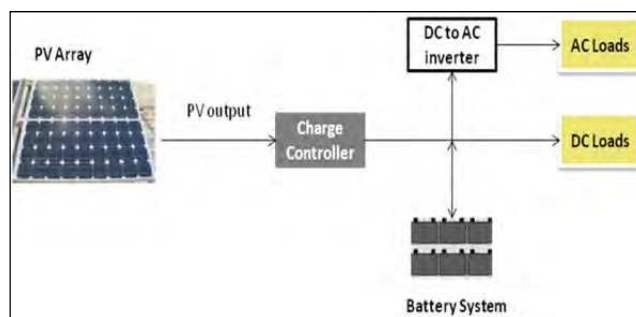 PV Array
PV output
Charge
Controller
DC to AC
inverter
AC Loads
DC Loads
Battery System